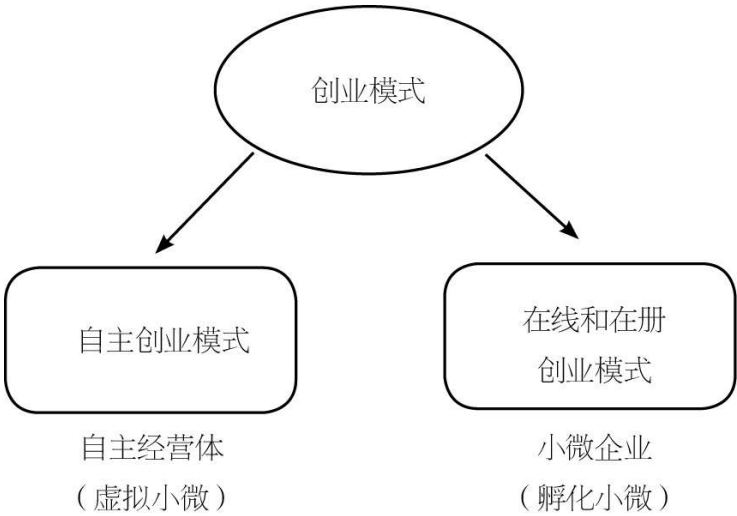 创业模式
自主创业模式
在线和在册
创业模式
自主经营体
（虚拟小微）
小微企业
（孵化小微）